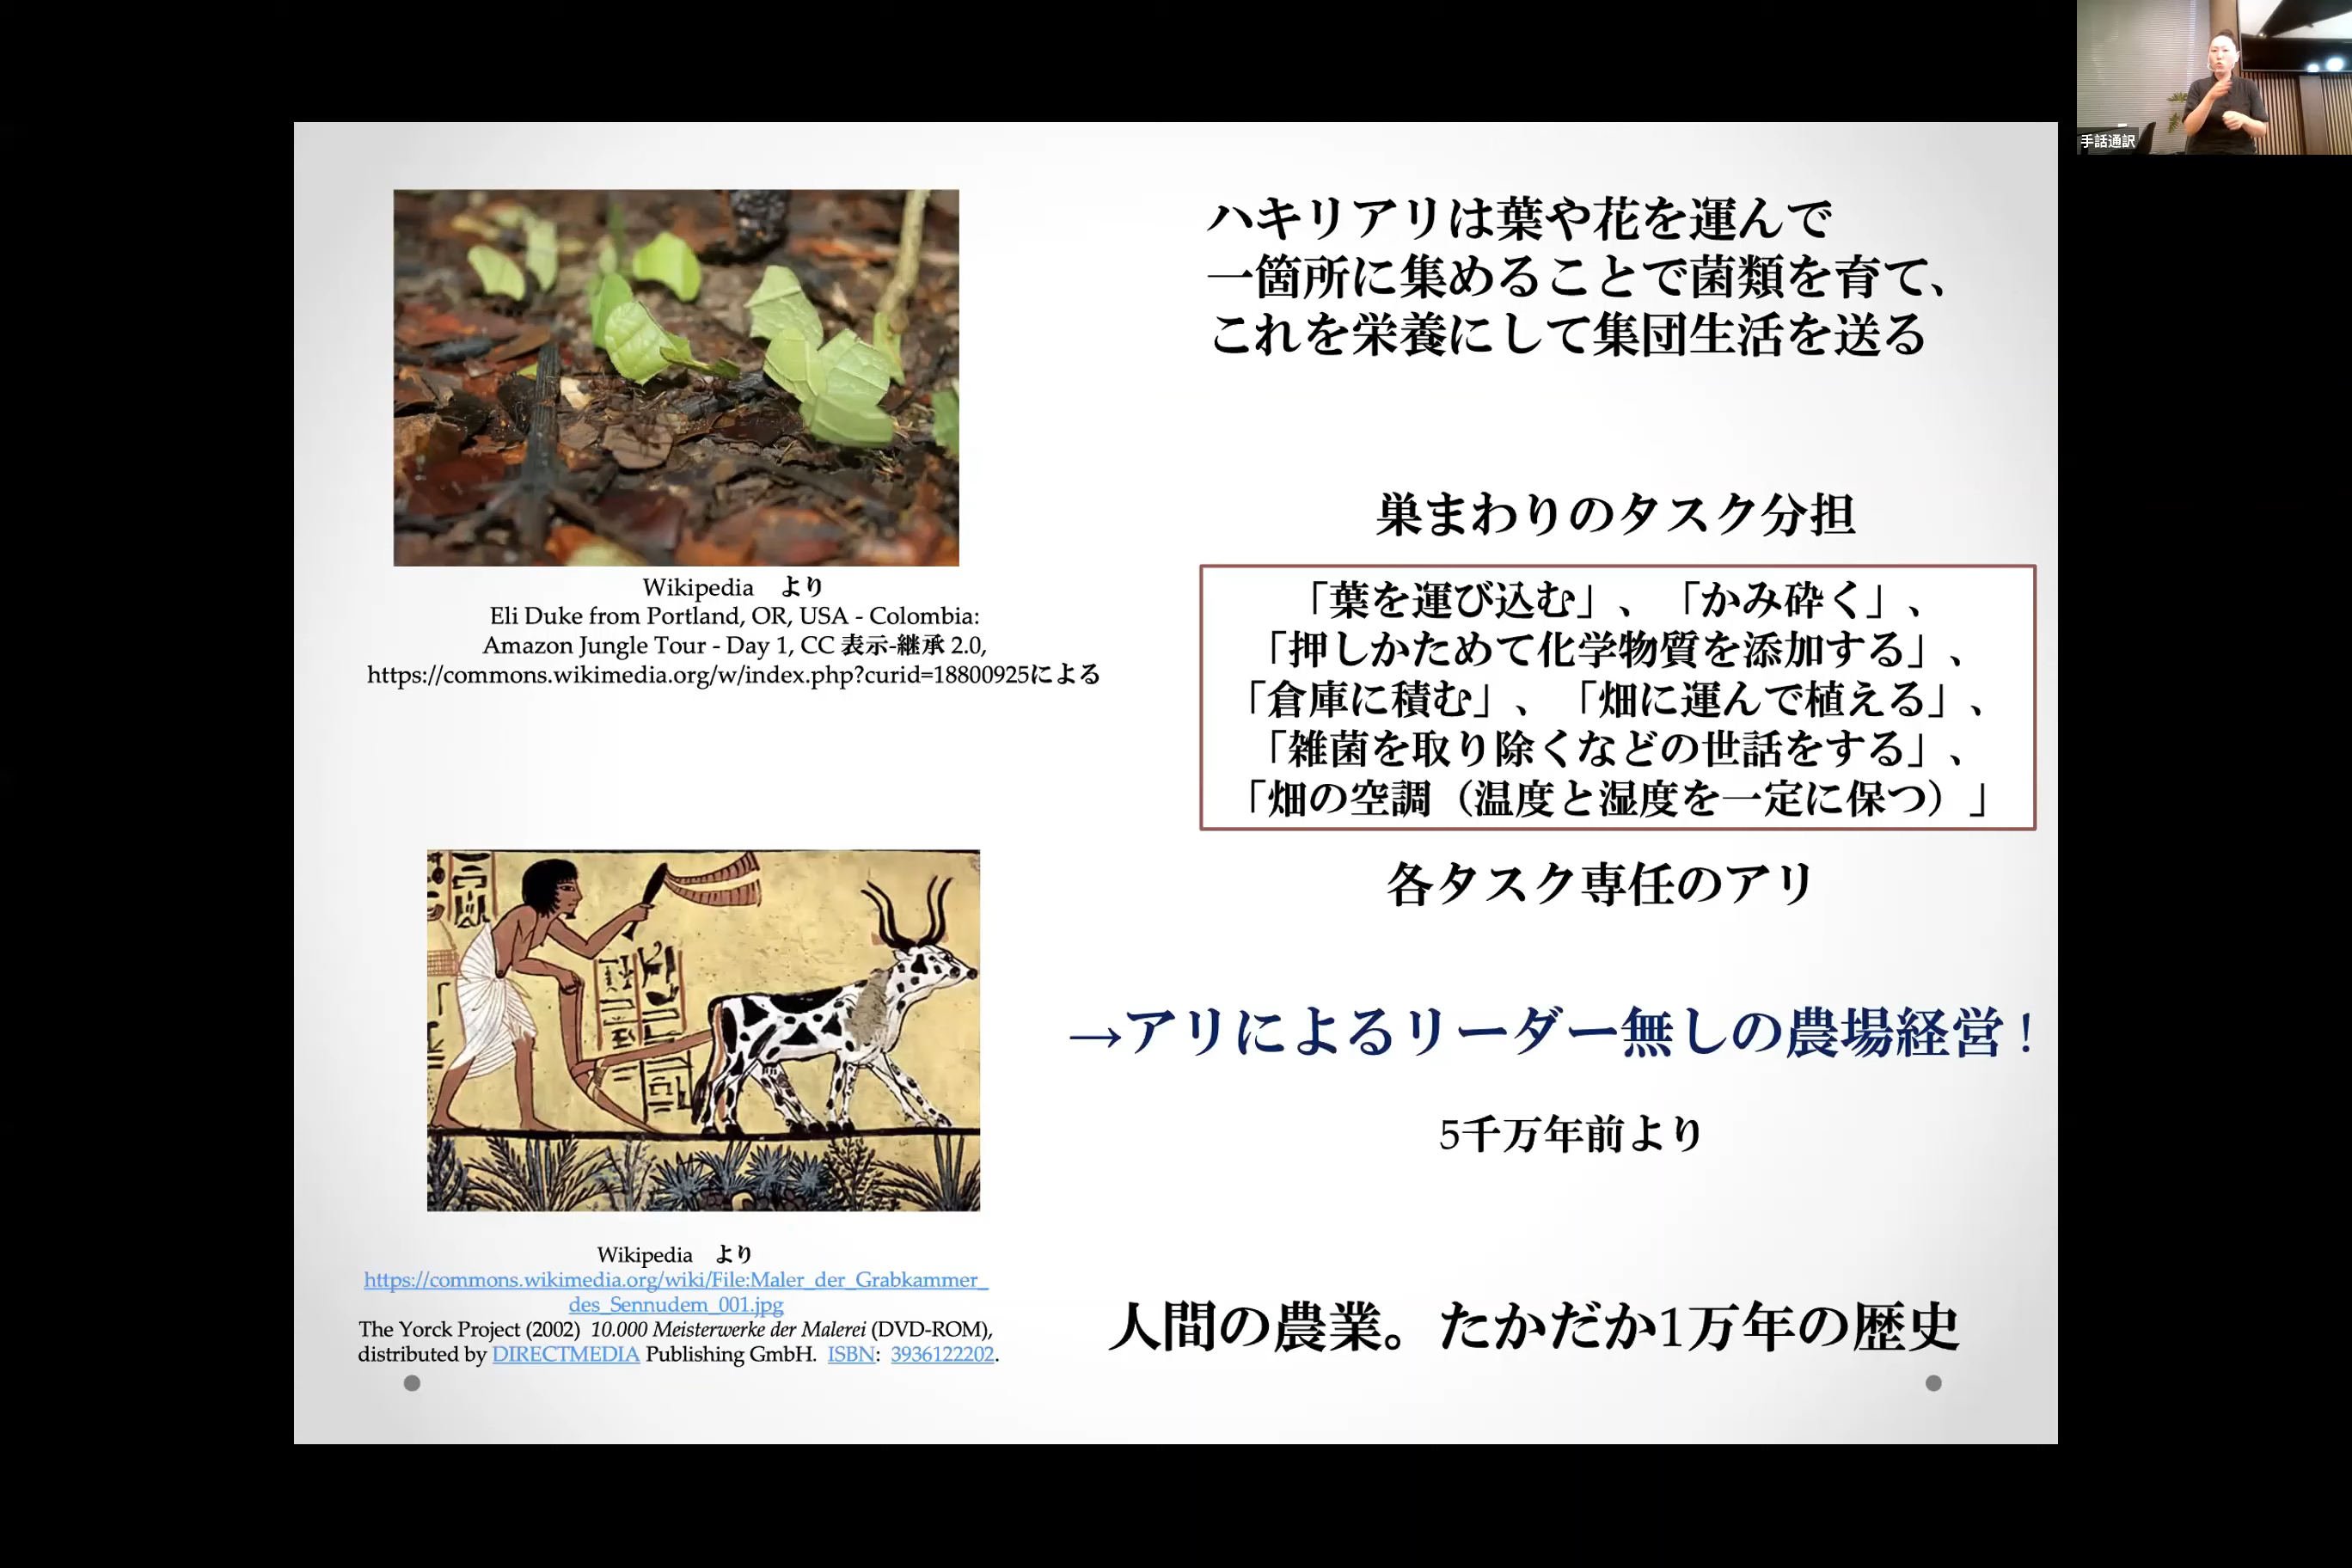 手話通訳
ハキリアリは葉や花を運んで
一箇所に集めることで菌類を育て、
これを栄養にして集団生活を送る
Wikipedia　より
Eli Duke from Portland, OR, USA - Colombia:
Amazon Jungle Tour - Day 1, CC 表示-継承 2.0,
https://commons.wikimedia.org/w/index.php?curid=18800925による
巣まわりのタスク分担
「葉を運び込む」、「かみ砕く」、
「押しかためて化学物質を添加する」、
「倉庫に積む」、「畑に運んで植える」、
「雑菌を取り除くなどの世話をする」、
「畑の空調（温度と湿度を一定に保つ）」
各タスク専任のアリ
→アリによるリーダー無しの農場経営！
5千万年前より
Wikipedia　より
https://commons.wikimedia.org/wiki/File:Maler_der_Grabkammer_
des_Sennudem_001.jpg
The Yorck Project (2002) 10.000 Meisterwerke der Malerei (DVD-ROM),
distributed by DIRECTMEDIA Publishing GmbH. ISBN: 3936122202.
人間の農業。たかだか1万年の歴史